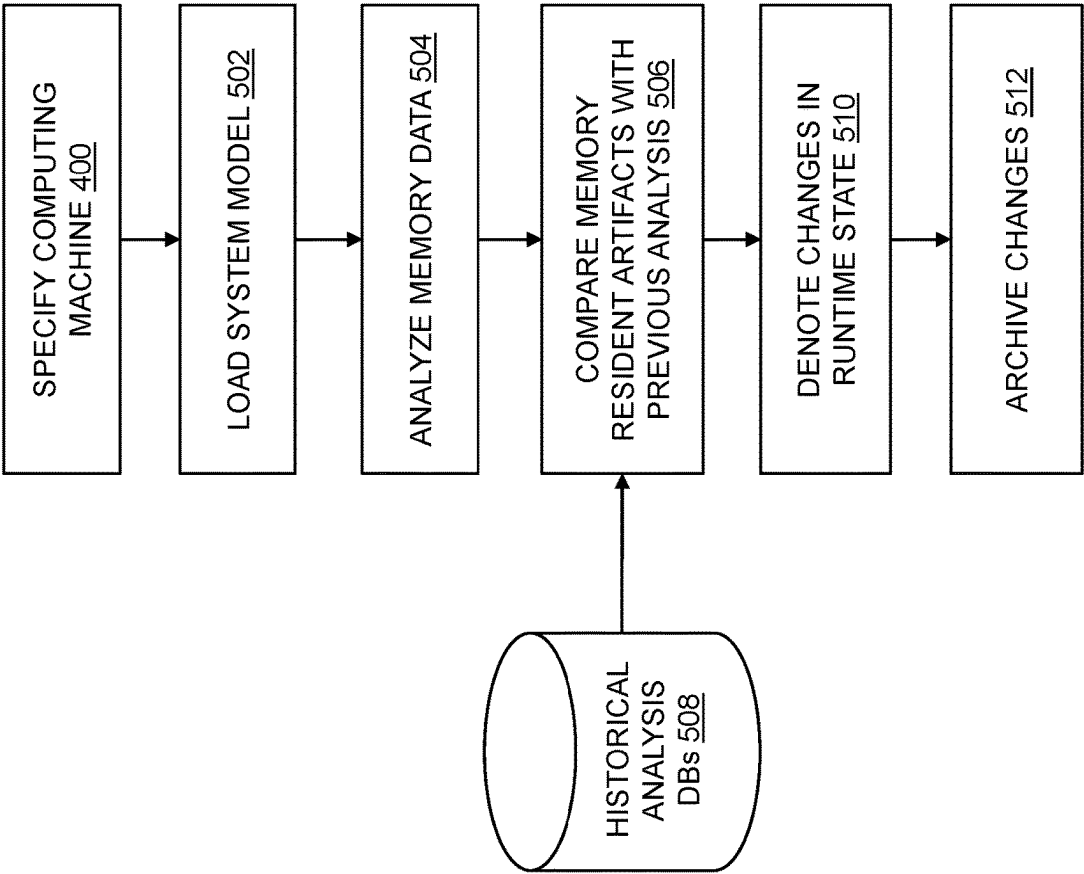 SPECIFY COMPUTING
MACHINE 400
LOAD SYSTEM MODEL 502
ANALYZE MEMORY DATA 504
COMPARE MEMORY
RESIDENT ARTIFACTS WITH
PREVIOUS ANALYSIS 506
HISTORICAL
ANALYSIS
DBs 508
DENOTE CHANGES IN
RUNTIME STATE 510
ARCHIVE CHANGES 512